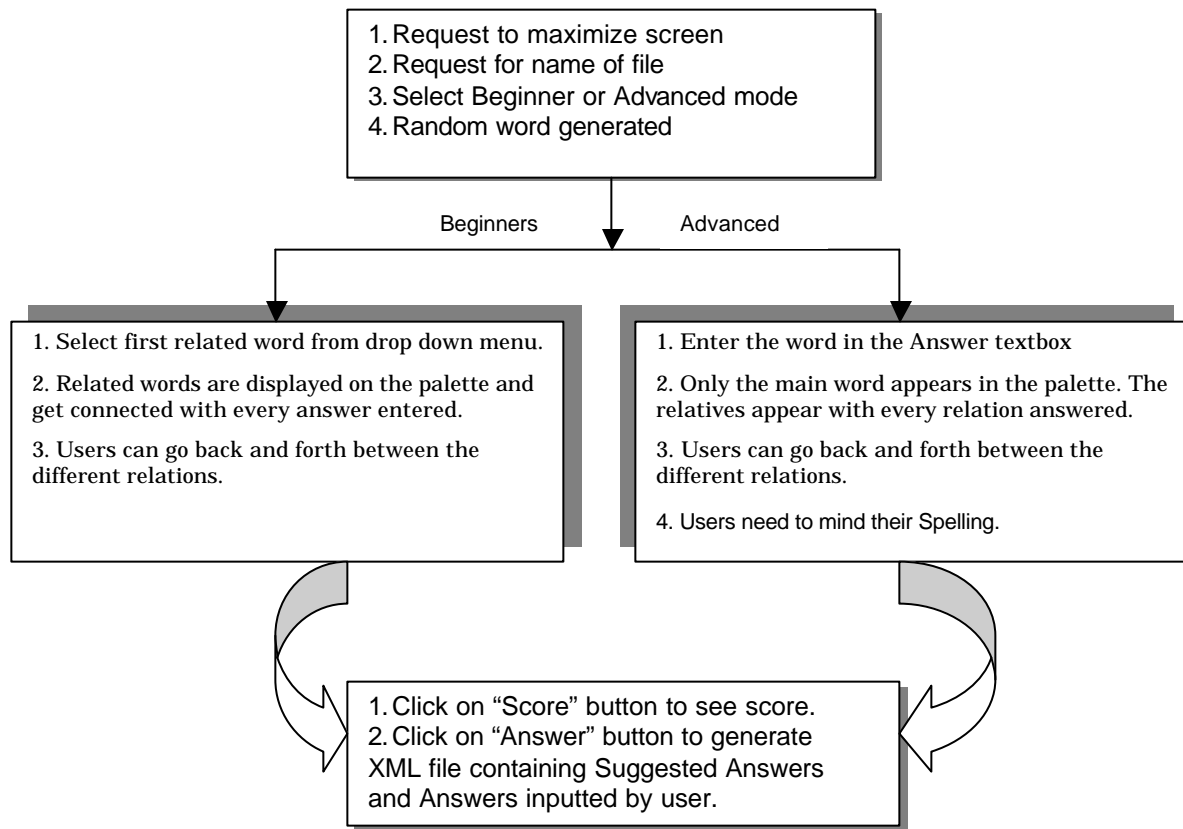 1. Request to maximize screen
2. Request for name of file
3. Select Beginner or Advanced mode
4. Random word generated
Beginners
Advanced
1. Select first related word from drop down menu.
2. Related words are displayed on the palette and
get connected with every answer entered.
3. Users can go back and forth between the
different relations.
1. Enter the word in the Answer textbox
2. Only the main word appears in the palette. The
relatives appear with every relation answered.
3. Users can go back and forth between the
different relations.
4. Users need to mind their Spelling.
1. Click on “Score” button to see score.
2. Click on “Answer” button to generate
XML file containing Suggested Answers
and Answers inputted by user.